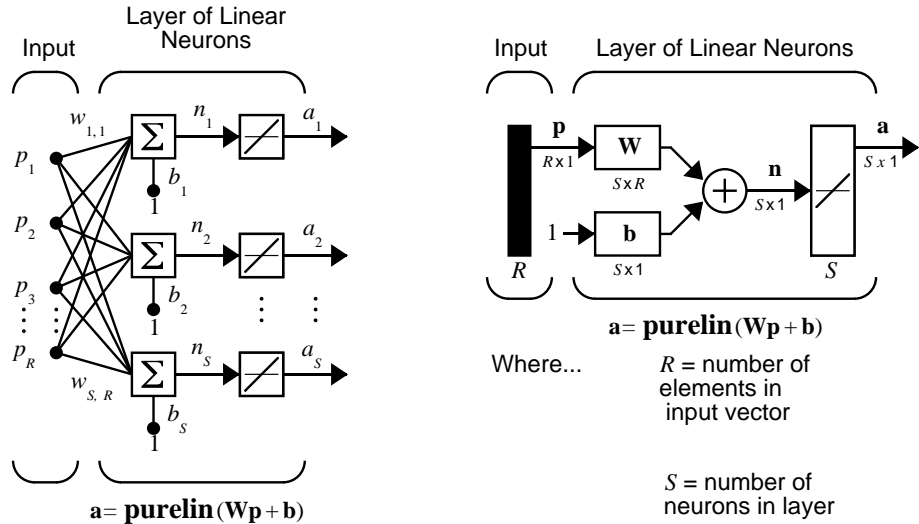 Layer of Linear
Neurons
Input
w1,1
n1
a1
Σ
p1
b1
1
p2
n2
a2
Σ
p3
b2
1
pR
nS
aS
wS, R
Σ
bS
1
a= purelin(Wp+b)
Input
Layer of Linear Neurons
p
W
a
R x 1
S x R
S x 1
n
+
S x 1
1
b
S x 1
R
S
a= purelin(Wp+b)
Where...
R = number of
elements in
input vector
S = number of
neurons in layer